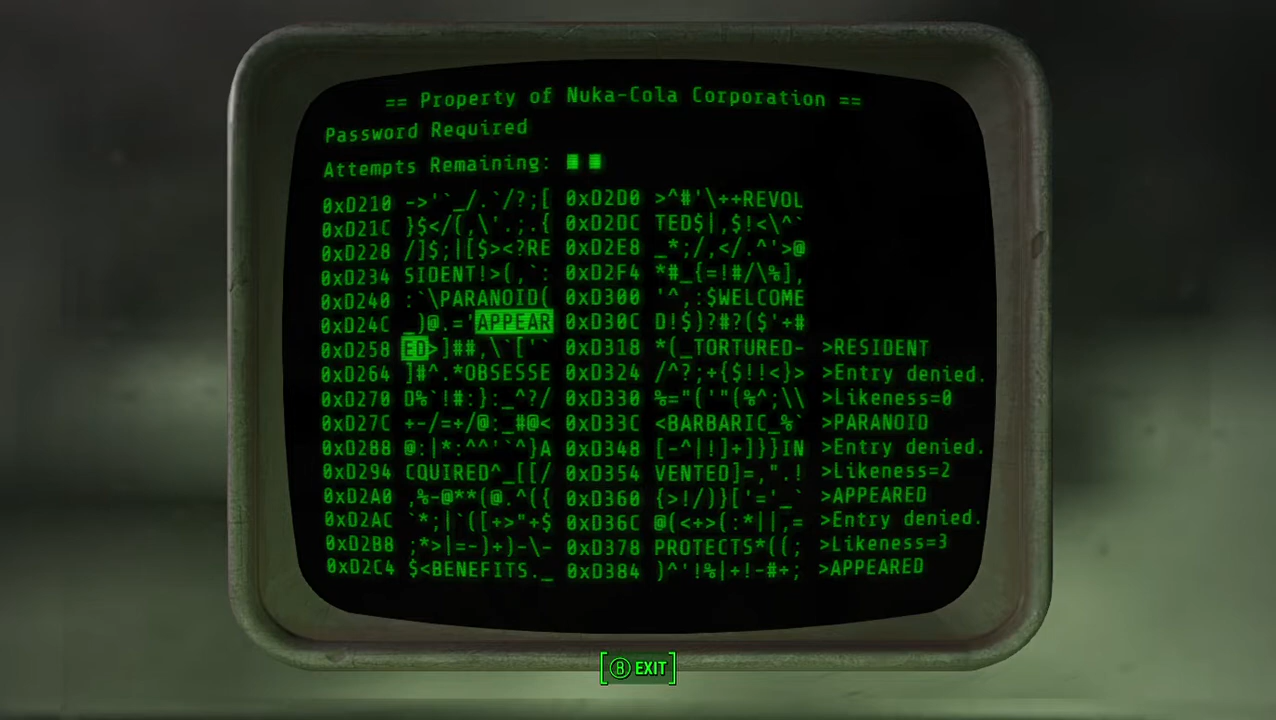 == Property of Nuka-Cola Corporation ==
Password Required
Attempts Remaining:
0xD210 ->'`_/.`/?;[ 0xD2D0 >^#'\++REVOL
0xD21C }$</(,\'.;.{ 0xD2DC TED$|,$!<\^`
0xD228 /]$;|[$><?RE 0xD2E8 _*;/,</.^'>@
0xD234 SIDENT!>(,`: 0xD2F4 *#_{=!#/\%],
0xD240 :`\PARANOID( 0xD300 '^,:$WELCOME
0xD24C _)@.='APPEAR 0xD30C D!$)?#?($'+#
0xD258 ED>]##,\`['` 0xD318 *(_TORTURED- >RESIDENT
0xD264 ]#^.*OBSESSE 0xD324 /^?;+{$!!<}> >Entry denied.
0xD270 D%`!#:}:_^?/ 0xD330 %="('"(%^;\\ >Likeness=0
0xD27C +-/=+/@:_#@< 0xD33C <BARBARIC_%` >PARANOID
0xD288 @:|*:^^'`^}A 0xD348 [-^|!]+]}}IN >Entry denied.
0xD294 CQUIRED^_[[/ 0xD354 VENTED]=,".! >Likeness=2
0xD2A0 ,%-@**(@.^({ 0xD360 {>!/)}['='_` >APPEARED
0xD2AC `*;|`([+>"+$ 0xD36C @(<+>(:*||,= >Entry denied.
0xD2B8 ;*>|=-)+)-\- 0xD378 PROTECTS*((; >Likeness=3
0xD2C4 $<BENEFITS._ 0xD384 )^'!%|+!-#+; >APPEARED
[ B EXIT ]